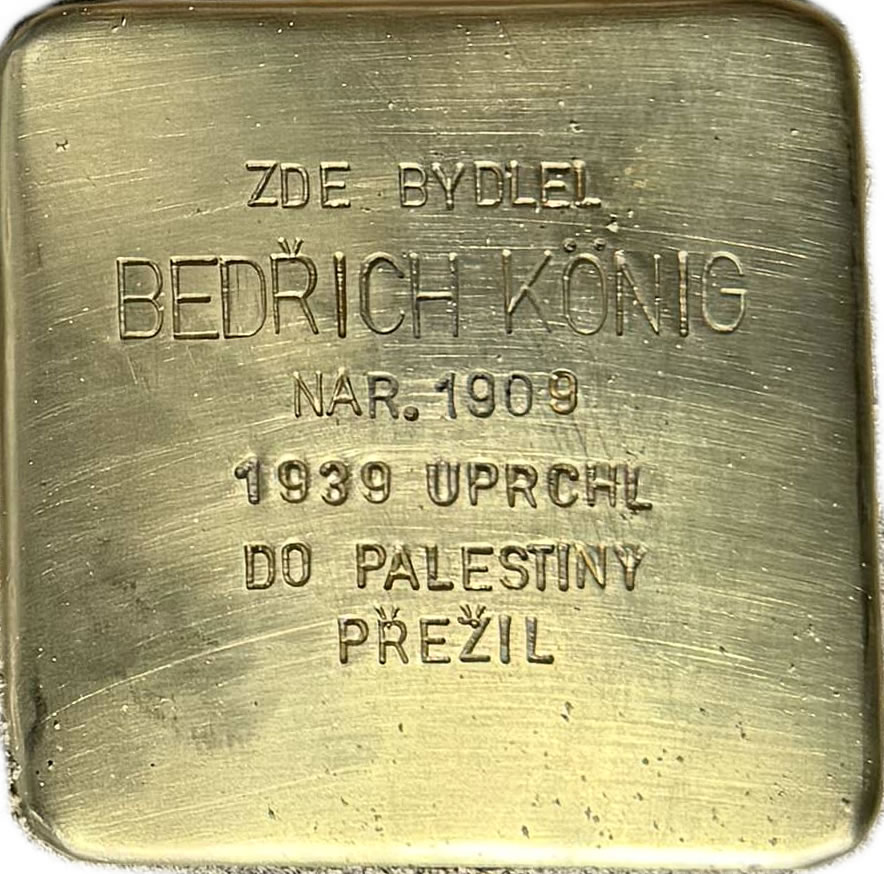 ZDE BYDLEL
BEDŘICH KÖNIG
NAR. 1909
1939 UPRCHL
DO PALESTINY
PŘEŽIL